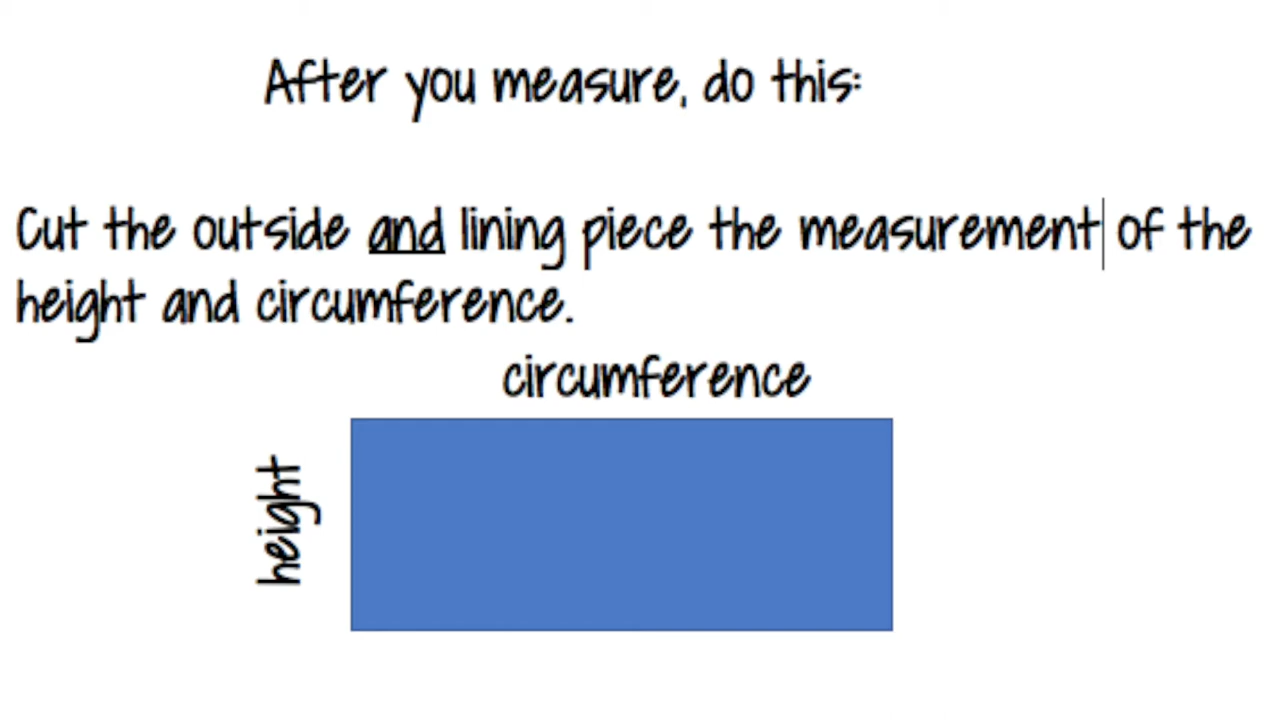 After you measure, do this:
Cut the outside and lining piece the measurement of the
height and circumference.
circumference
height